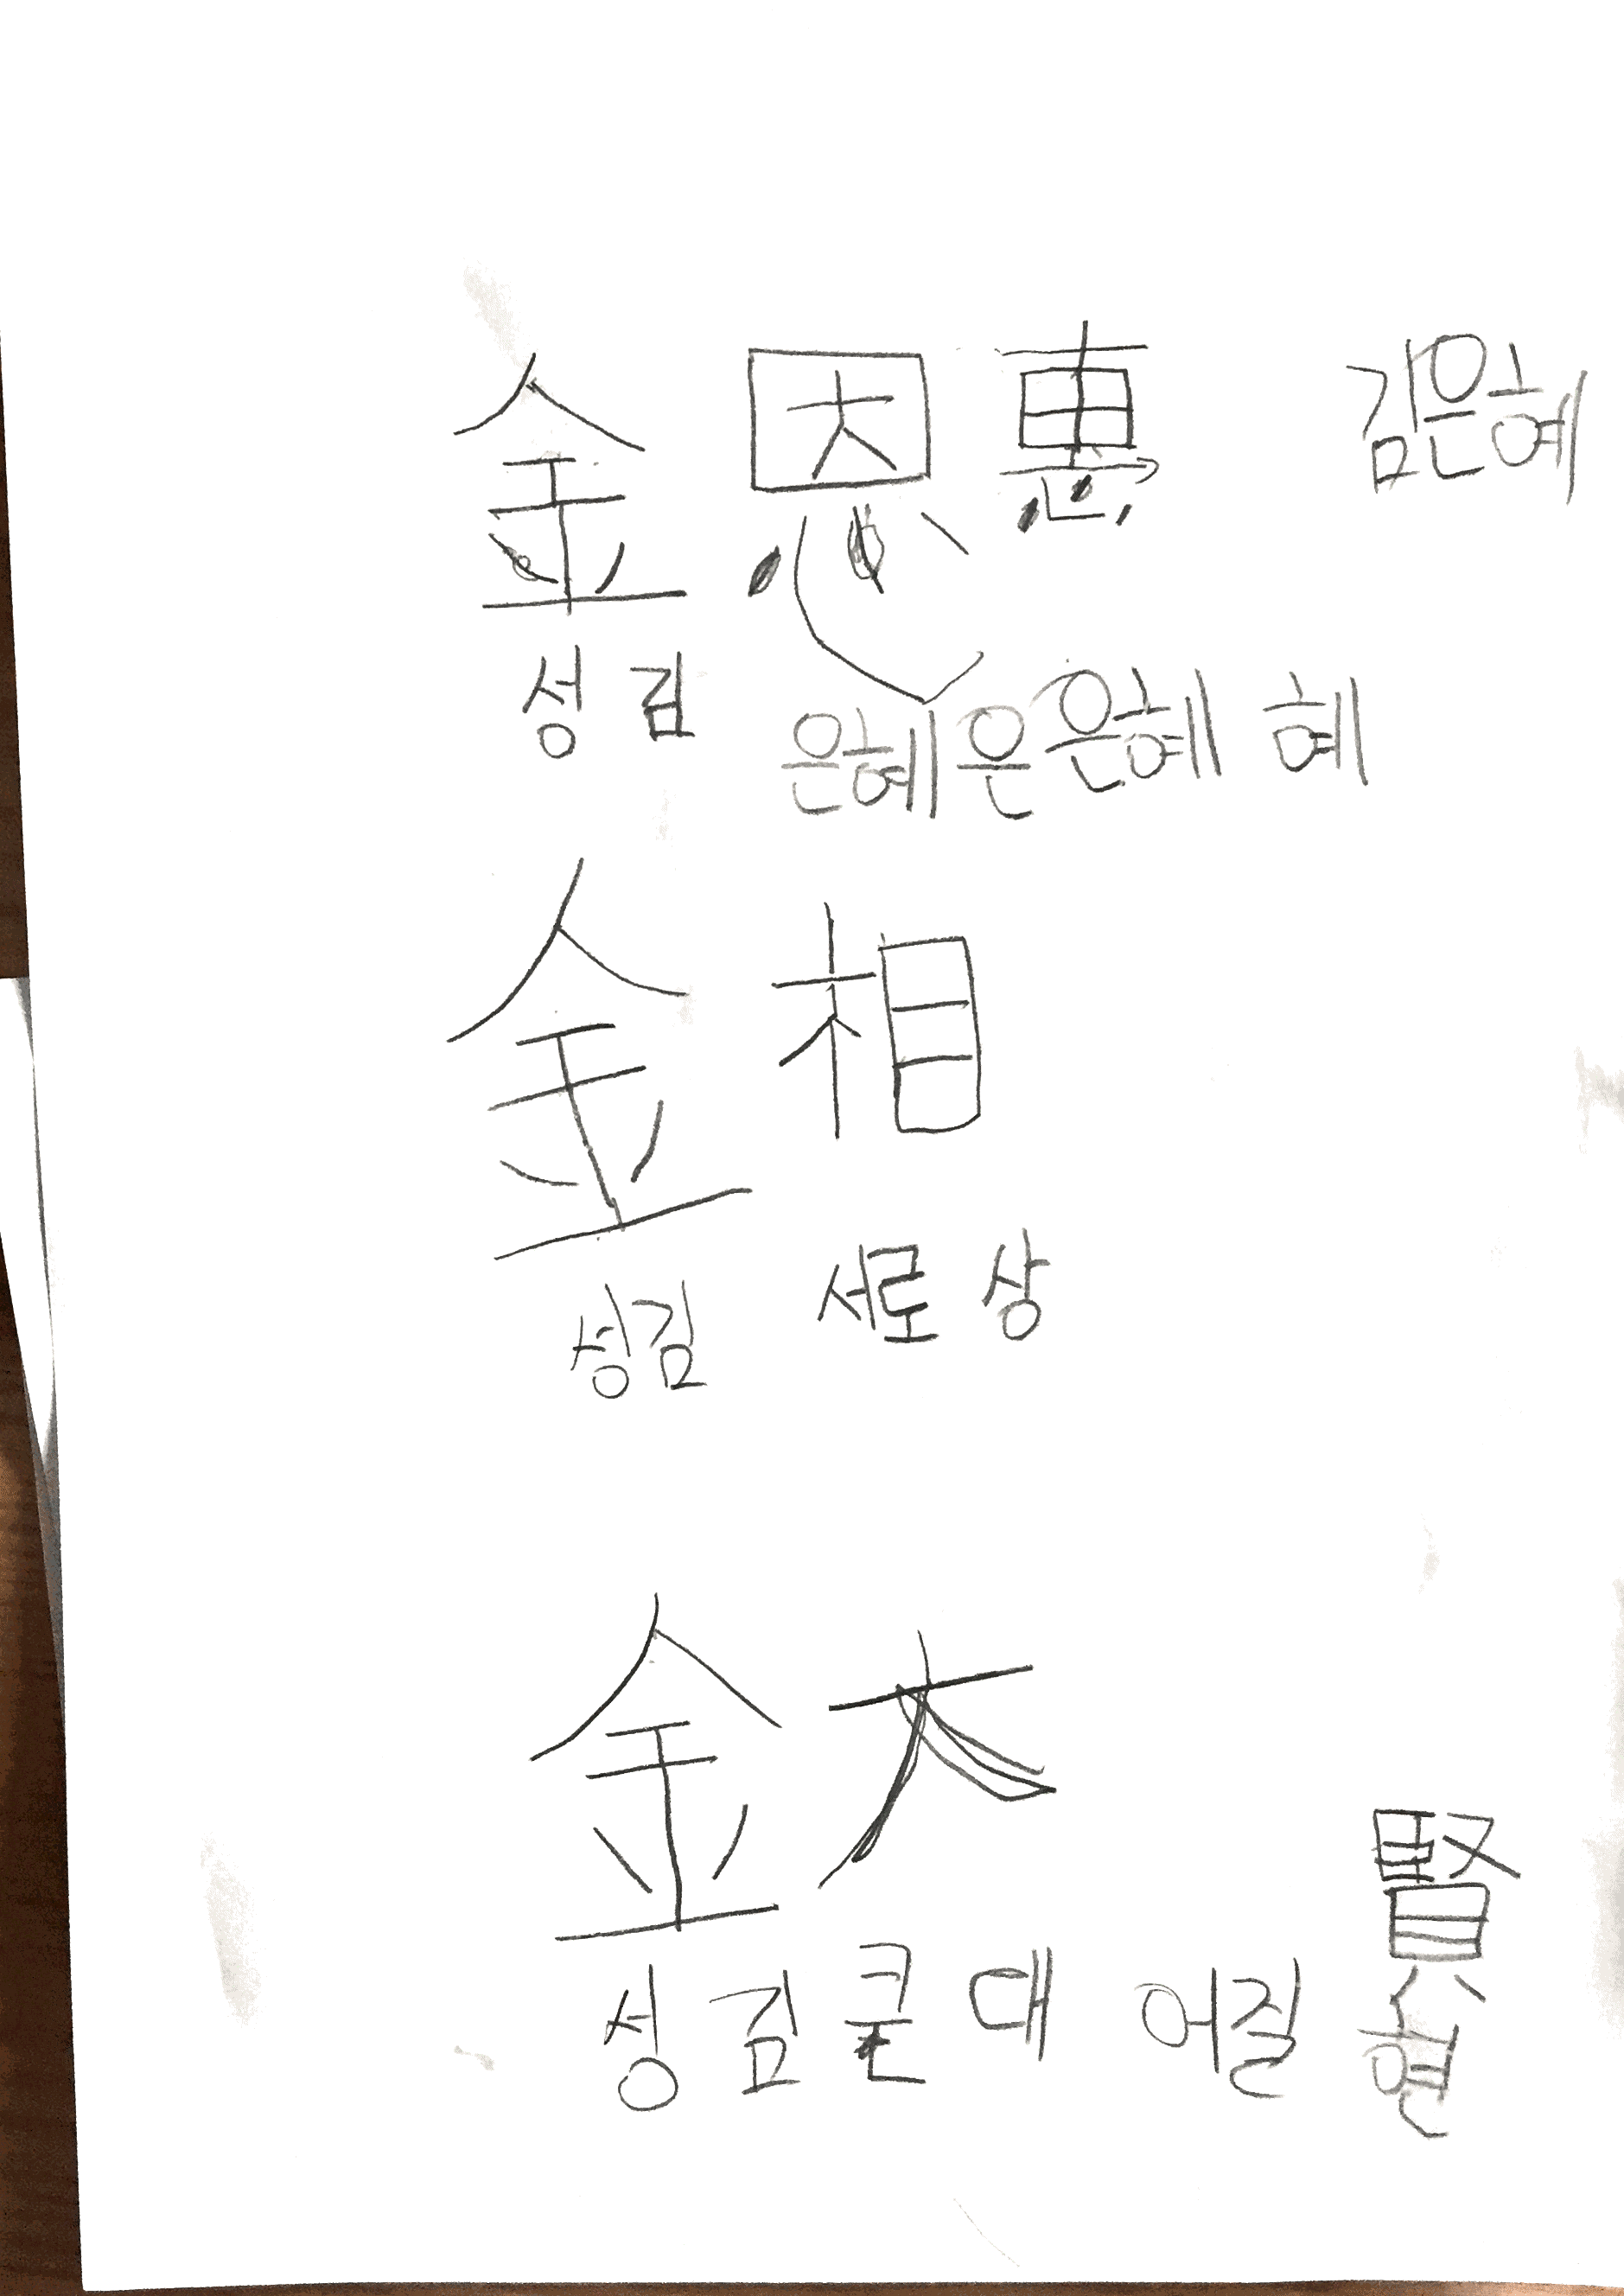 金 恩 惠 김은혜
성 김 은혜 은 은혜 혜
金 相
성김 서로 상
金 大 賢
성 김 큰 대 어질 현